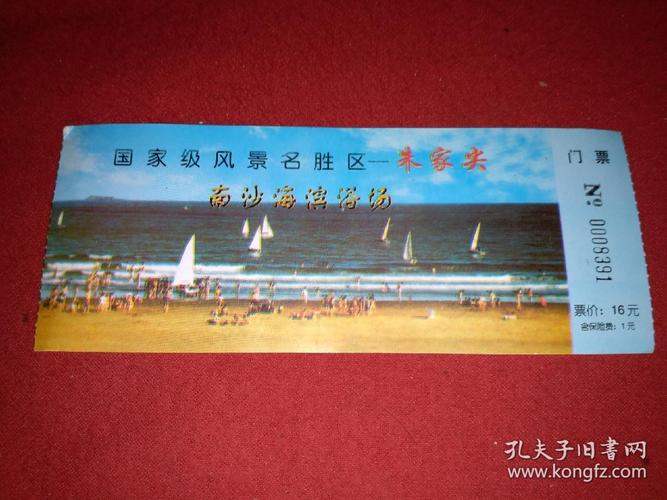 国家级风景名胜区—朱家尖
南沙海滨浴场
门票
No: 0008391
票价：16元
含保险费：1元
孔夫子旧书网
www.kongfz.com